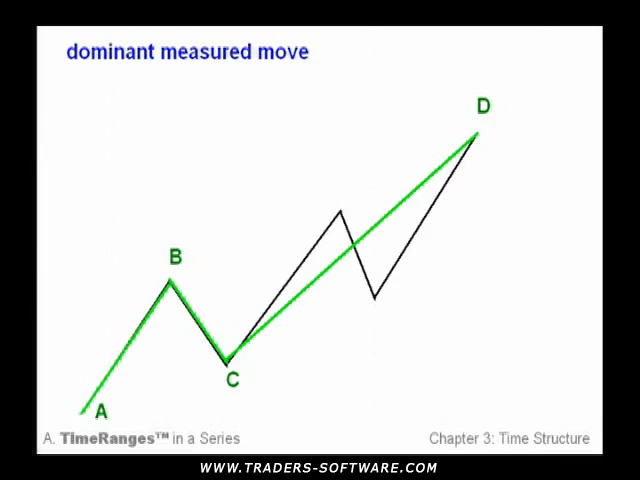 dominant measured move
D
B
C
A
A. TimeRanges™ in a Series
Chapter 3: Time Structure
WWW.TRADERS-SOFTWARE.COM